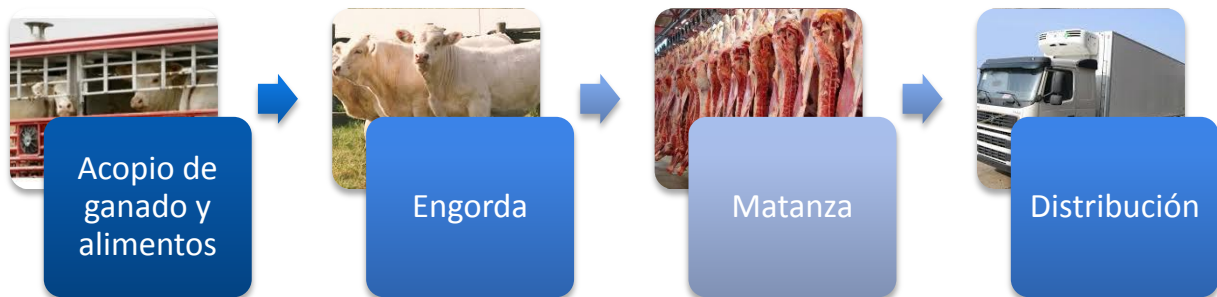 Acopio de
ganado y
alimentos
Engorda
Matanza
Distribución